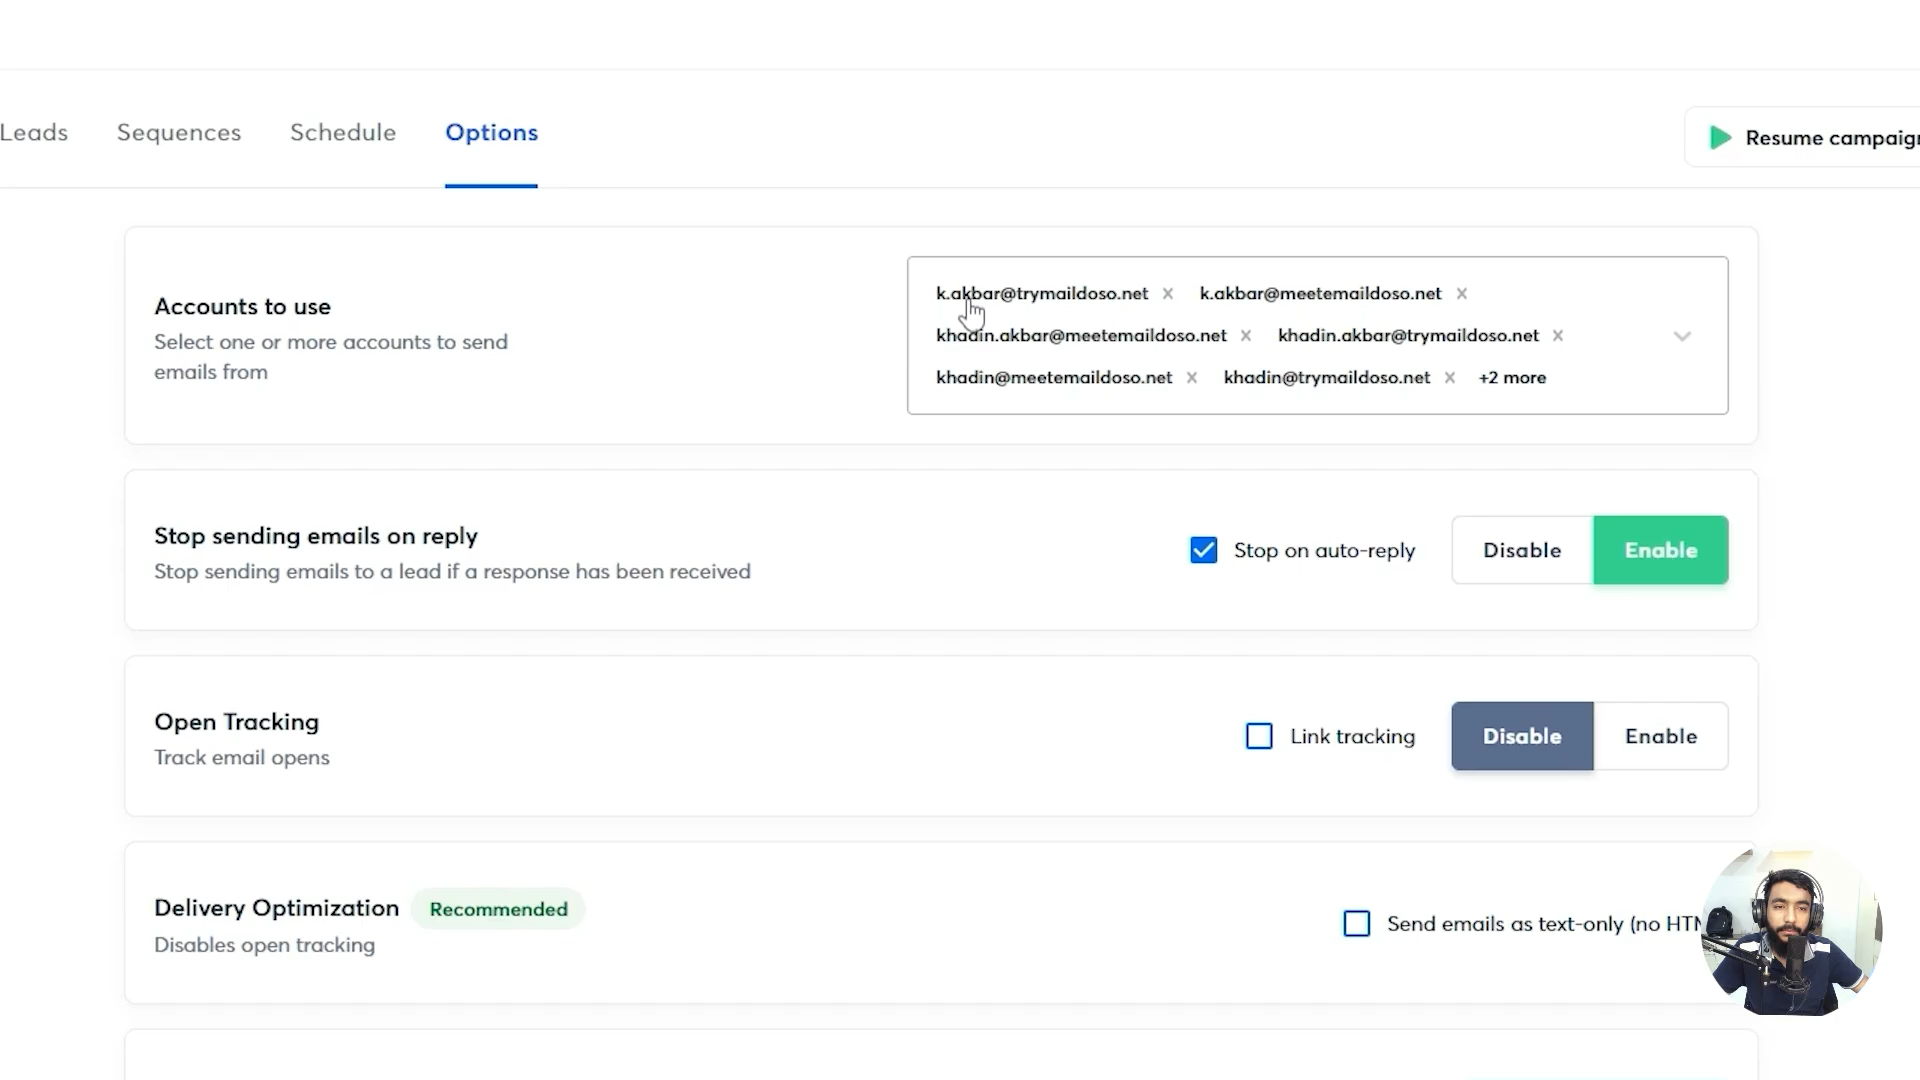 Leads Sequences Schedule Options
Resume campaign
Accounts to use
Select one or more accounts to send
emails from
k.akbar@trymaildoso.net × k.akbar@meetemaildoso.net ×
khadin.akbar@meetemaildoso.net × khadin.akbar@trymaildoso.net ×
khadin@meetemaildoso.net × khadin@trymaildoso.net × +2 more
Stop sending emails on reply
Stop sending emails to a lead if a response has been received
Stop on auto-reply Disable Enable
Open Tracking
Track email opens
Link tracking Disable Enable
Delivery Optimization Recommended
Disables open tracking
Send emails as text-only (no